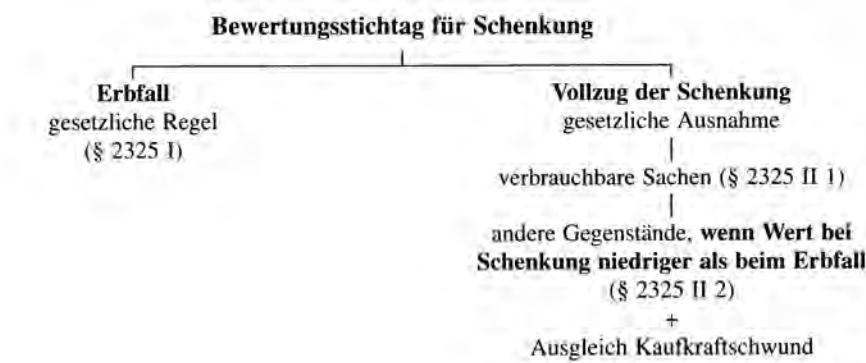 Bewertungsstichtag für Schenkung
Erbfall
gesetzliche Regel
(§ 2325 I)
Vollzug der Schenkung
gesetzliche Ausnahme
verbrauchbare Sachen (§ 2325 II 1)
andere Gegenstände, wenn Wert bei
Schenkung niedriger als beim Erbfall
(§ 2325 II 2)
+
Ausgleich Kaufkraftschwund